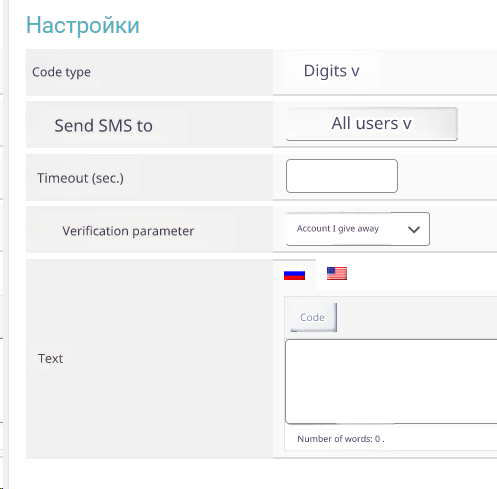 Настройки
Code type
Digits v
Send SMS to
All users v
Timeout (sec.)
Verification parameter
Account I give away
Code
Text
Number of words: 0 .